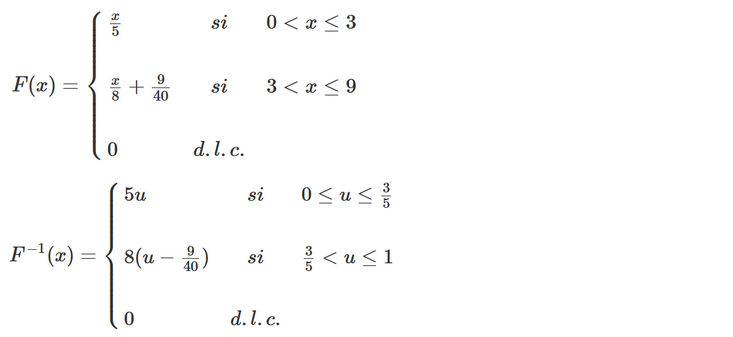 F(x) = { x/5 si 0 < x ≤ 3
x/8 + 9/40 si 3 < x ≤ 9
0 d.l.c.
F⁻¹(x) = { 5u si 0 ≤ u ≤ 3/5
8(u − 9/40) si 3/5 < u ≤ 1
0 d.l.c.